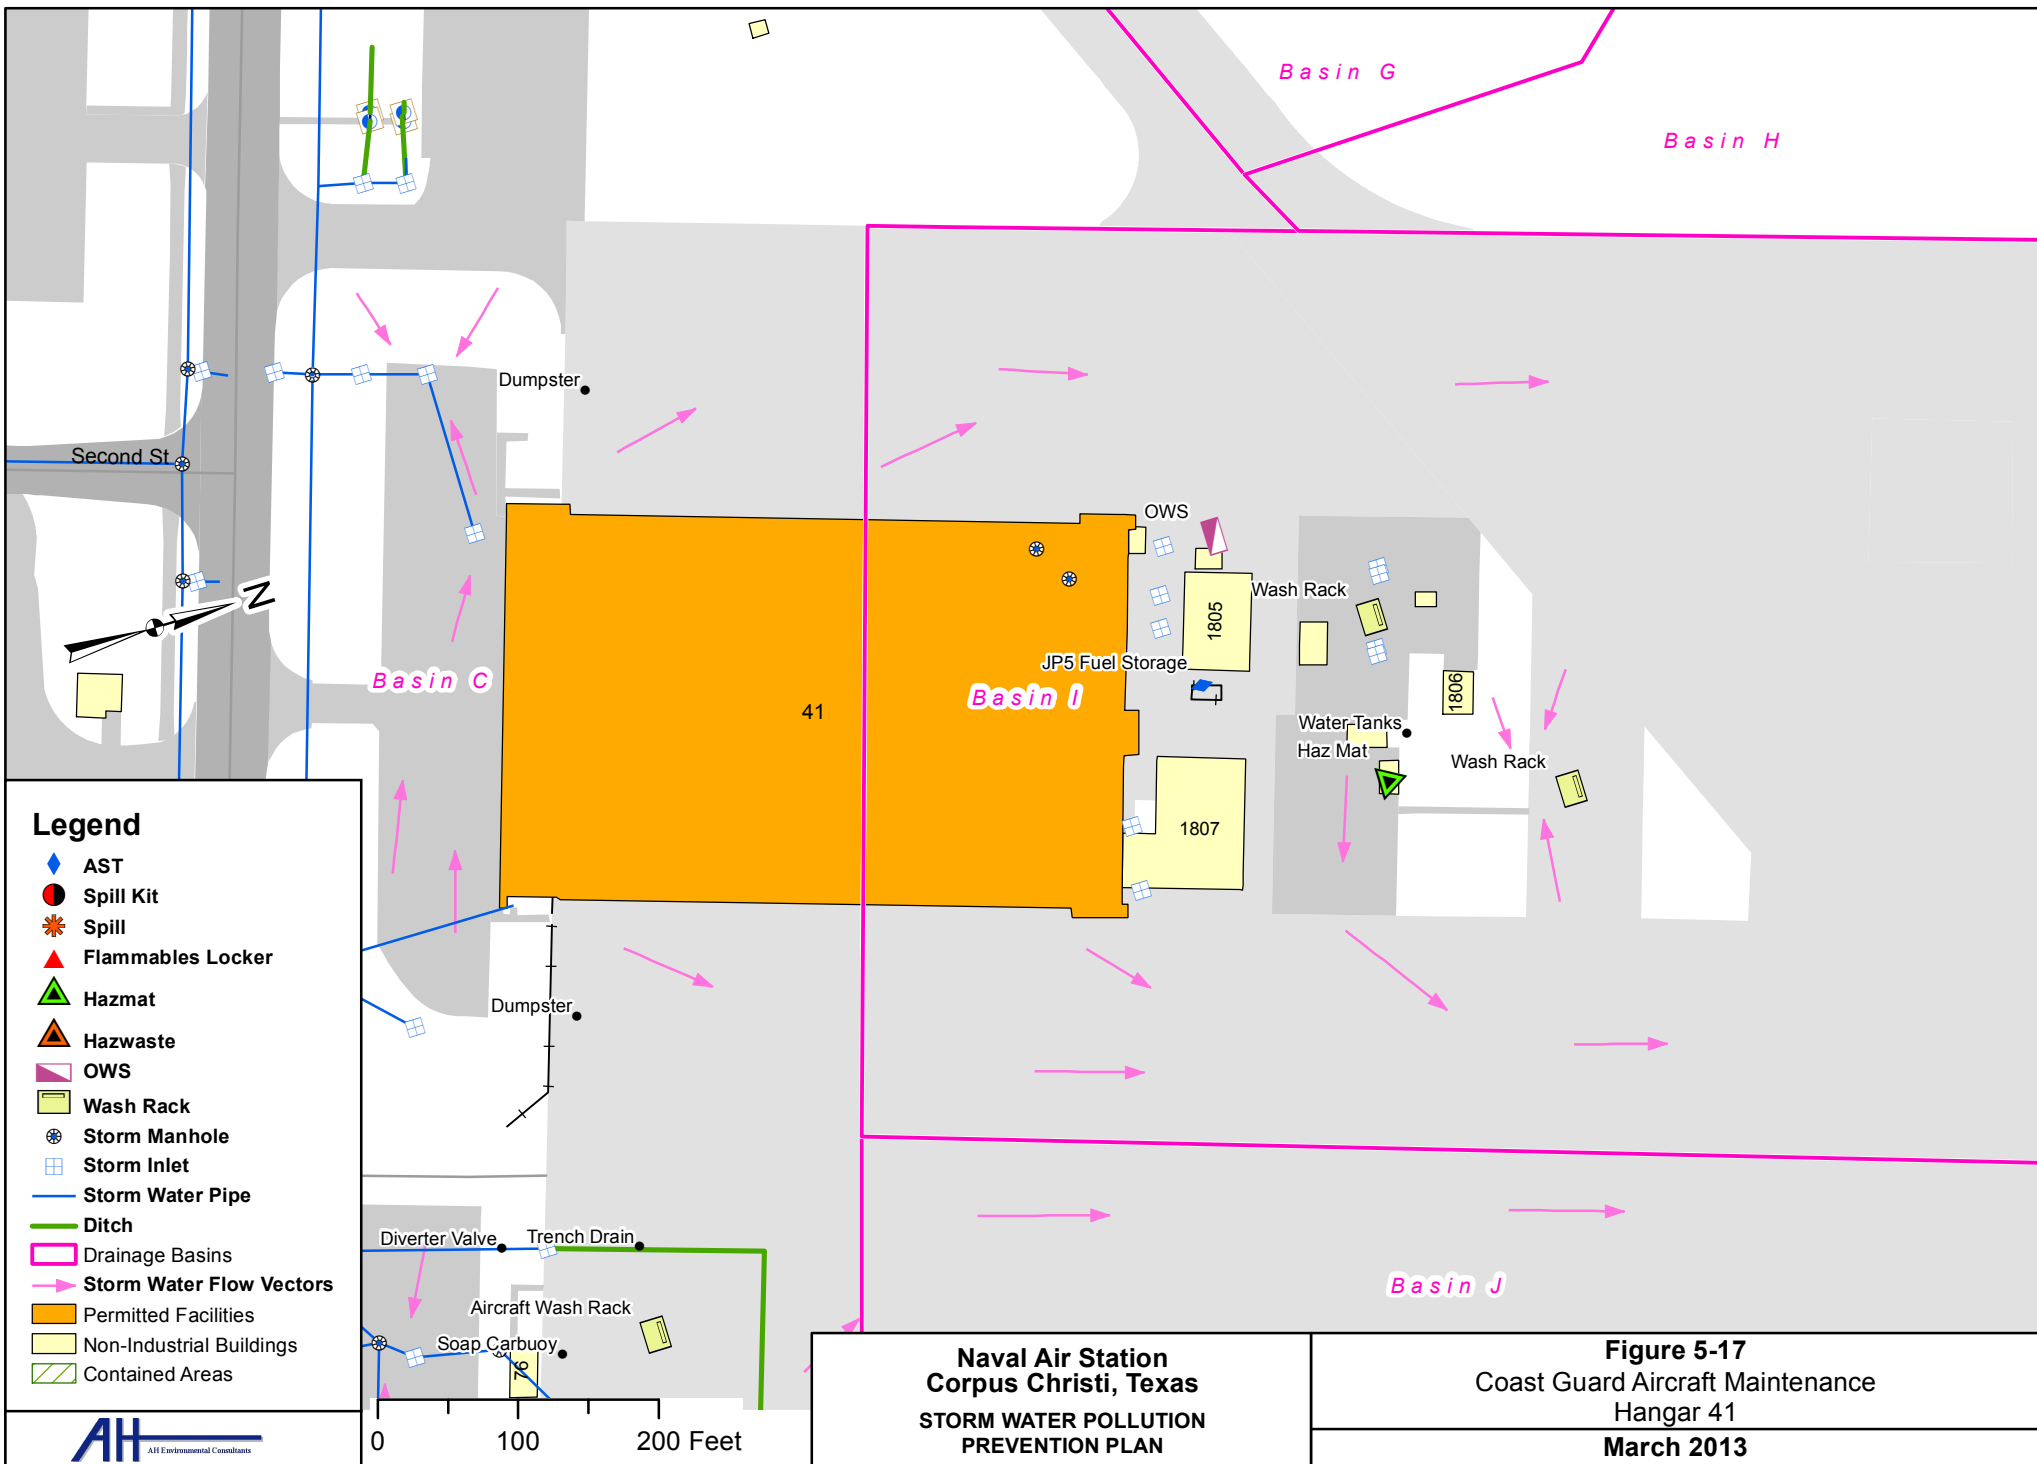 Basin G
Basin H
Dumpster
Second St
OWS
N
Wash Rack
1805
JP5 Fuel Storage
Basin C
Basin I
41
1806
Water Tanks
Haz Mat
Wash Rack
1807
Dumpster
Diverter Valve
Trench Drain
Basin J
Aircraft Wash Rack
Soap Carbuoy
76
Legend
AST
Spill Kit
Spill
Flammables Locker
Hazmat
Hazwaste
OWS
Wash Rack
Storm Manhole
Storm Inlet
Storm Water Pipe
Ditch
Drainage Basins
Storm Water Flow Vectors
Permitted Facilities
Non-Industrial Buildings
Contained Areas
AH
AH Environmental Consultants
0 100 200 Feet
Naval Air Station
Corpus Christi, Texas
STORM WATER POLLUTION
PREVENTION PLAN
Figure 5-17
Coast Guard Aircraft Maintenance
Hangar 41
March 2013